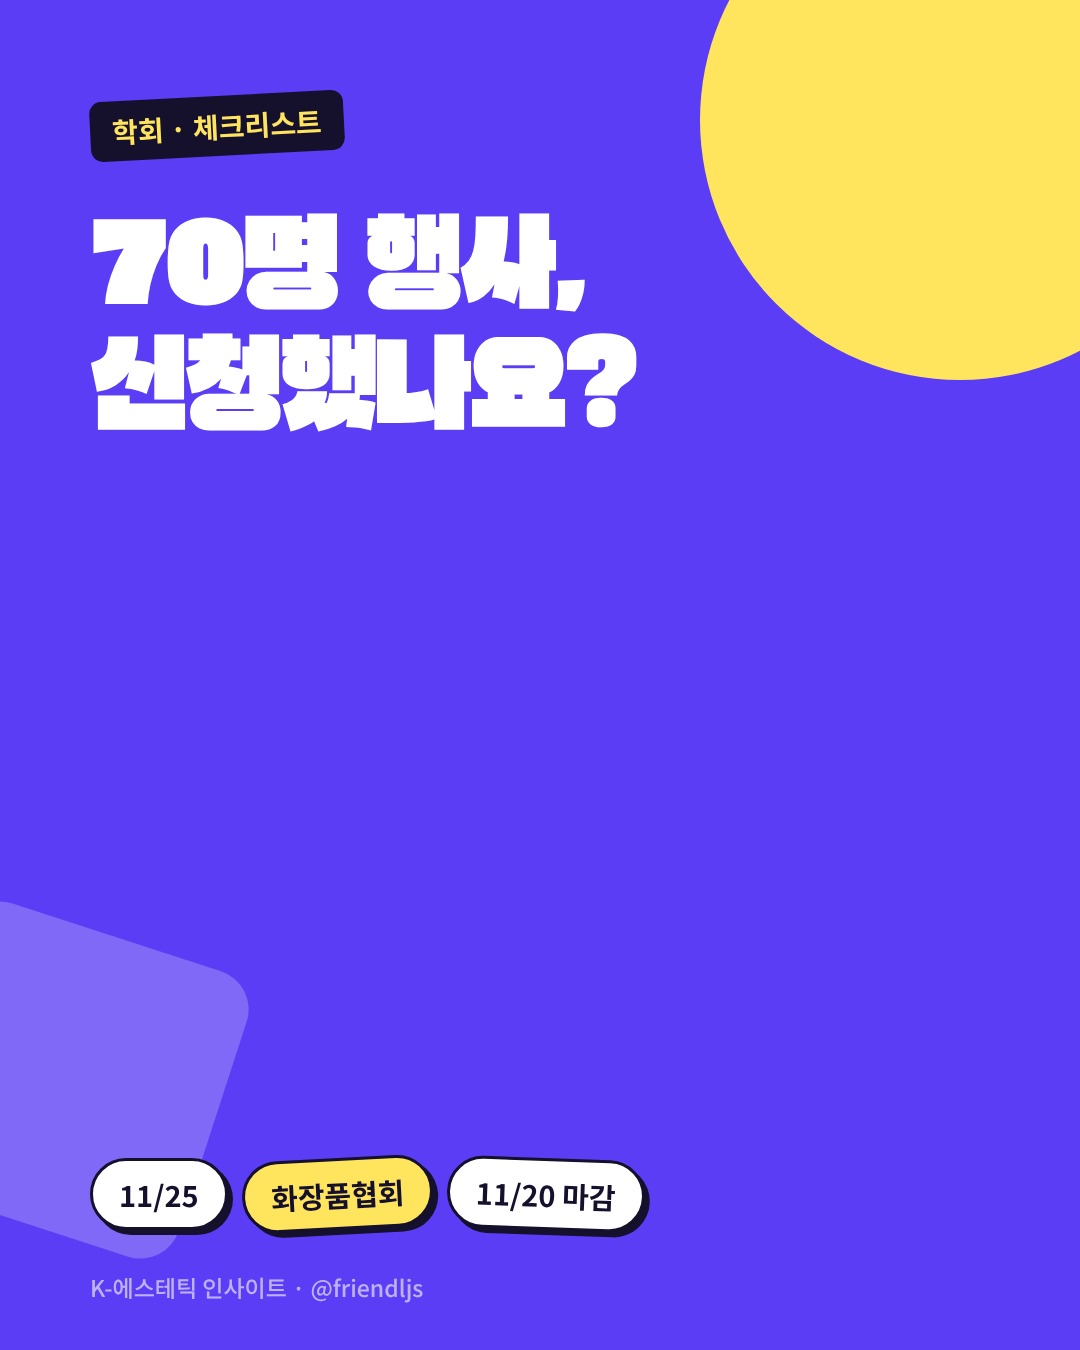 학회 · 체크리스트
70명 행사,
신청했나요?
11/25
화장품협회
11/20 마감
K-에스테틱 인사이트 · @friendljs